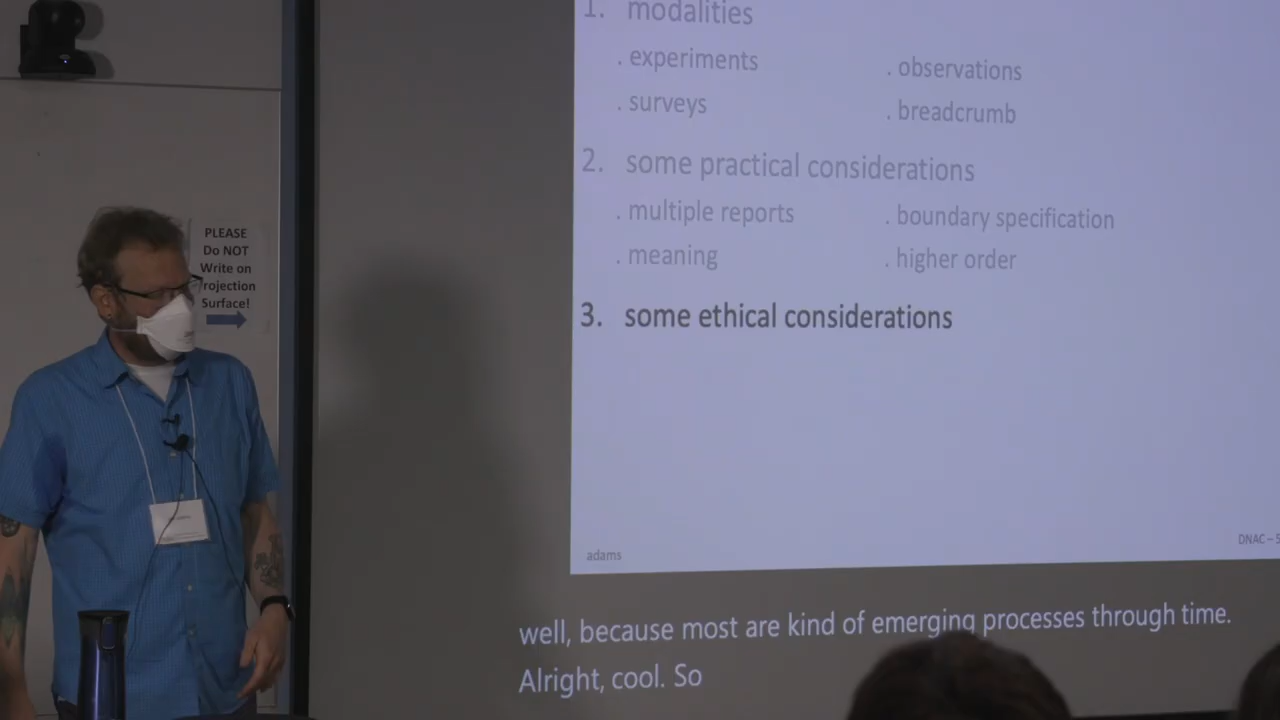 1. modalities
. experiments . observations
. surveys . breadcrumb
2. some practical considerations
. multiple reports . boundary specification
. meaning . higher order
3. some ethical considerations
adams
DNAC – 5
well, because most are kind of emerging processes through time.
Alright, cool. So
PLEASE
Do NOT
Write on
rojection
Surface!